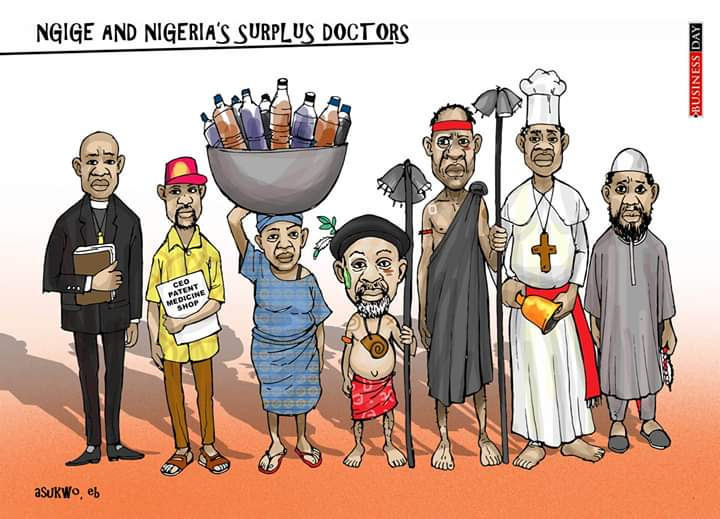 NGIGE AND NIGERIA'S SURPLUS DOCTORS
BUSINESS DAY
CEO
PATENT
MEDICINE
SHOP
asukwo, eb